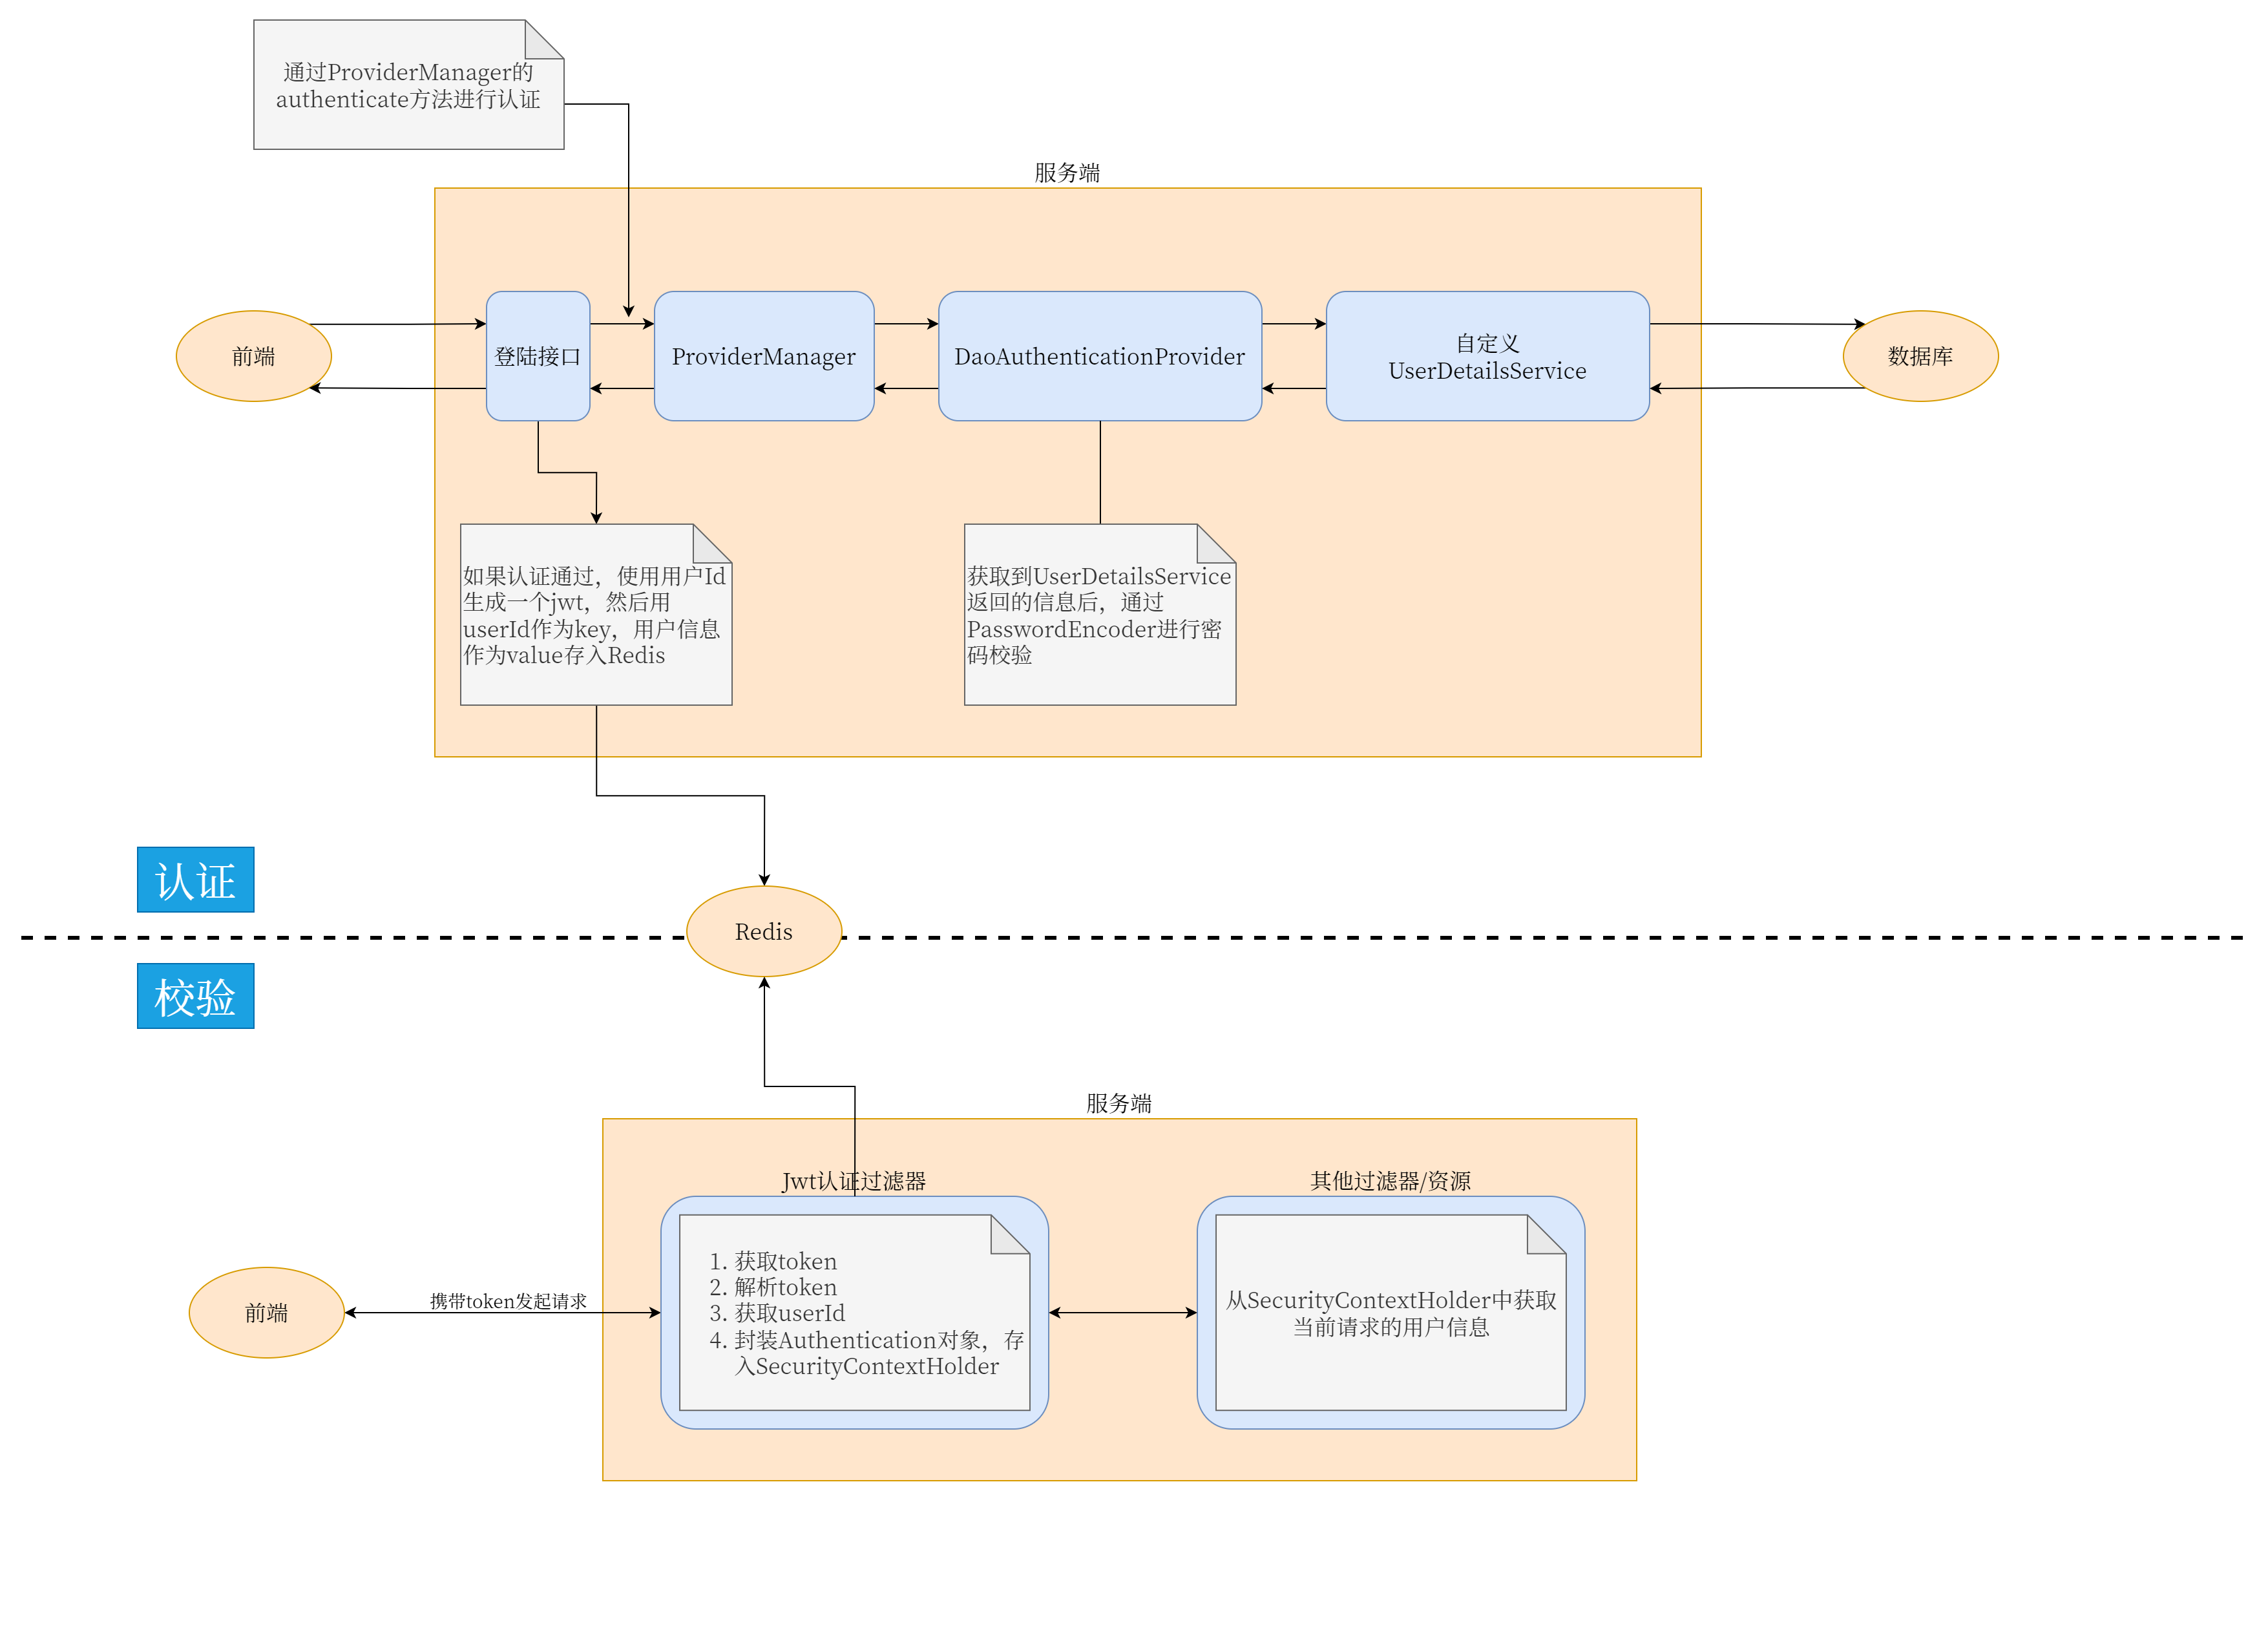 通过ProviderManager的
authenticate方法进行认证
服务端
前端
登陆接口
ProviderManager
DaoAuthenticationProvider
自定义
UserDetailsService
数据库
如果认证通过，使用用户Id
生成一个jwt，然后用
userId作为key，用户信息
作为value存入Redis
获取到UserDetailsService
返回的信息后，通过
PasswordEncoder进行密
码校验
认证
Redis
校验
服务端
Jwt认证过滤器
其他过滤器/资源
前端
携带token发起请求
1. 获取token
2. 解析token
3. 获取userId
4. 封装Authentication对象，存
入SecurityContextHolder
从SecurityContextHolder中获取
当前请求的用户信息